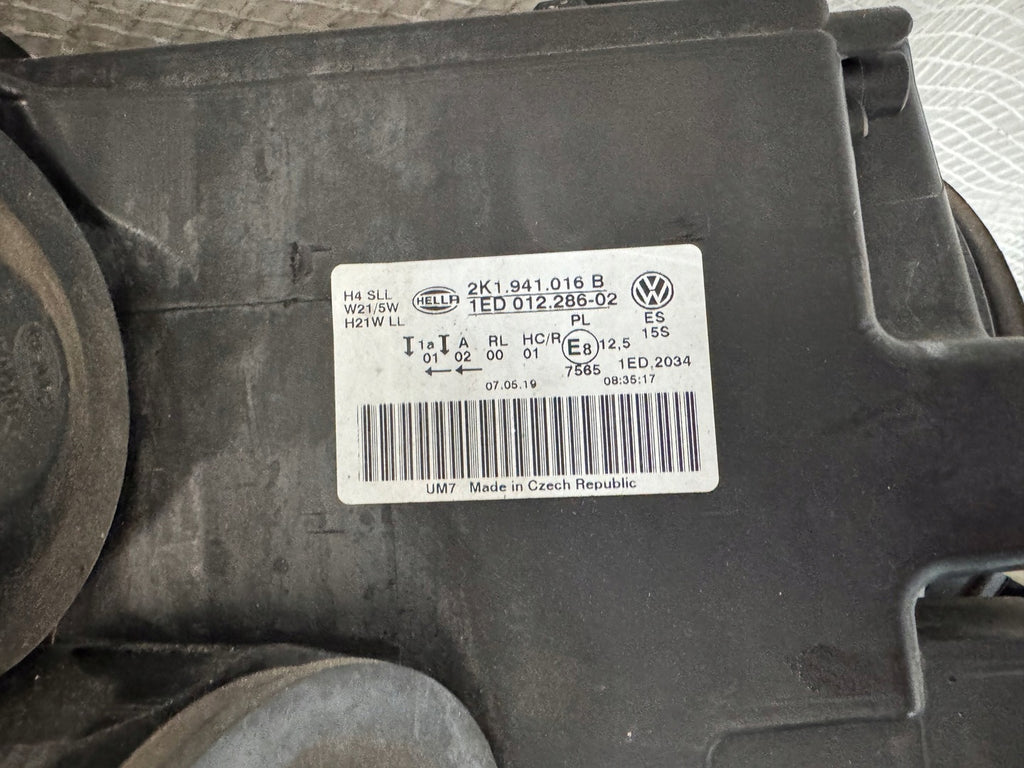 H4 SLL
W21/5W
H21W LL
HELLA
2K1.941.016 B
1ED 012.286-02
ES
15S
PL
1a A RL HC/R E8 12,5
01 02 00 01
7565 1ED.2034
07.05.19 08:35:17
UM7 Made in Czech Republic